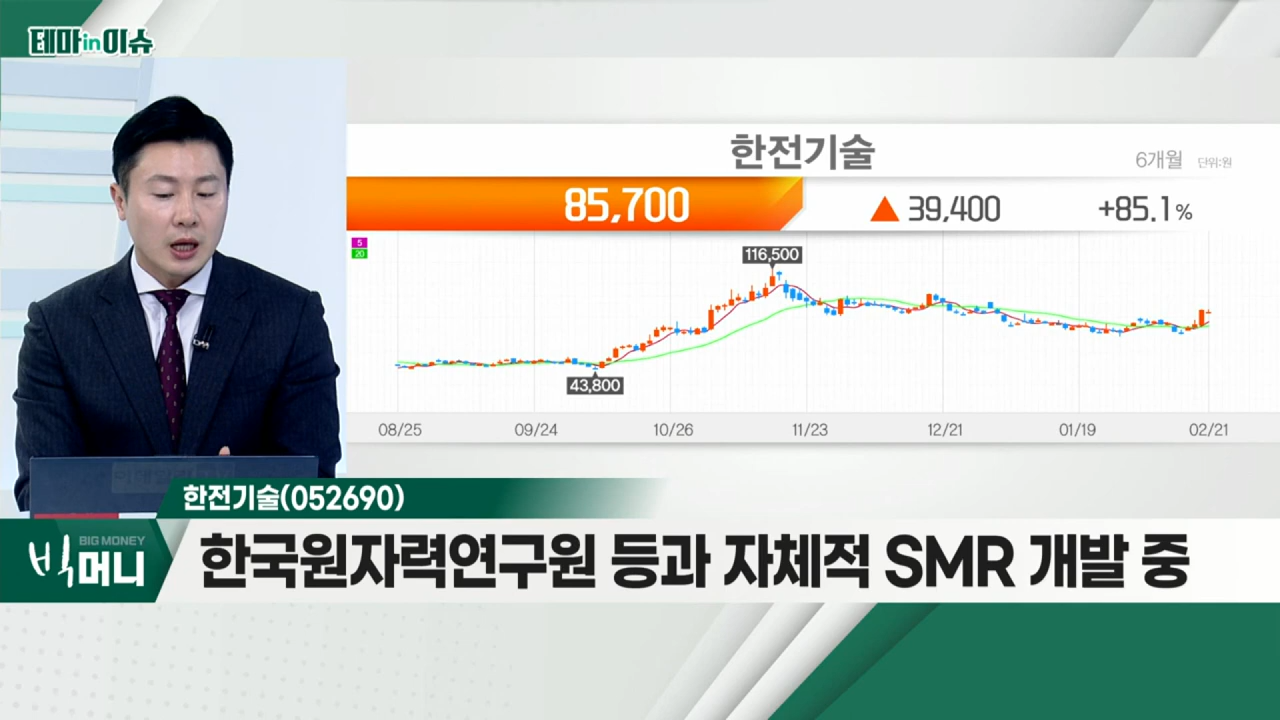 테마in이슈
한전기술
6개월 단위:원
85,700 ▲ 39,400 +85.1%
5
20
116,500
43,800
08/25 09/24 10/26 11/23 12/21 01/19 02/21
한전기술(052690)
BIG MONEY
빅머니
한국원자력연구원 등과 자체적 SMR 개발 중